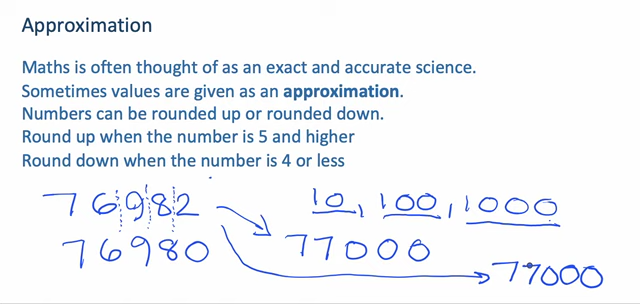 Approximation
Maths is often thought of as an exact and accurate science.
Sometimes values are given as an approximation.
Numbers can be rounded up or rounded down.
Round up when the number is 5 and higher
Round down when the number is 4 or less
76982 10, 100, 1000
76980 77000
77000